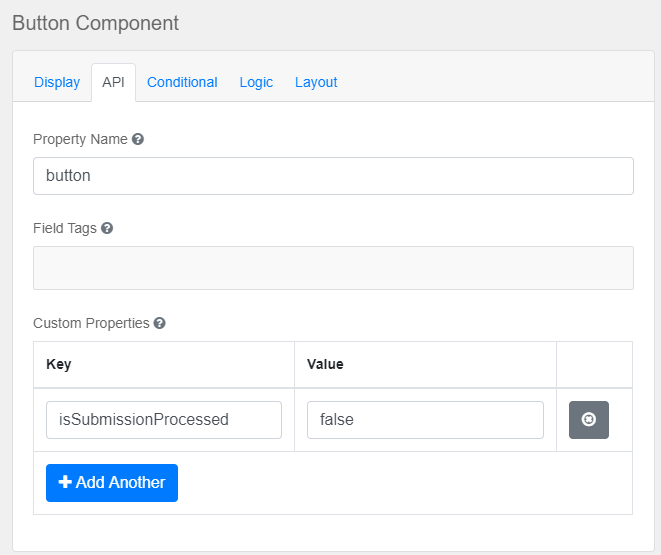 Button Component
Display API Conditional Logic Layout
Property Name
button
Field Tags
Custom Properties
Key Value
isSubmissionProcessed false
Add Another